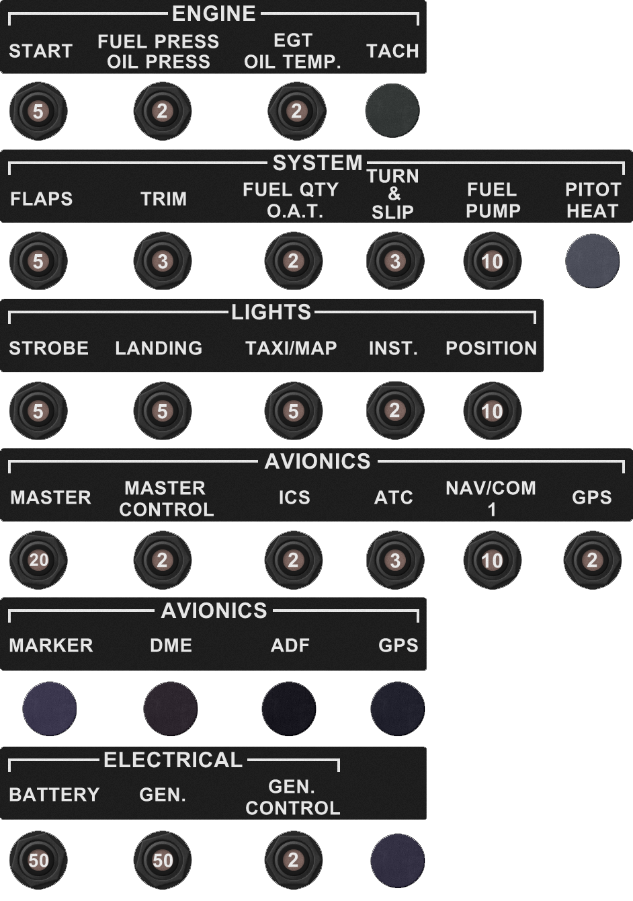 ENGINE
START FUEL PRESS OIL PRESS EGT OIL TEMP. TACH
5 2 2
SYSTEM
FLAPS TRIM FUEL QTY O.A.T. TURN & SLIP FUEL PUMP PITOT HEAT
5 3 2 3 10
LIGHTS
STROBE LANDING TAXI/MAP INST. POSITION
5 5 5 2 10
AVIONICS
MASTER MASTER CONTROL ICS ATC NAV/COM 1 GPS
20 2 2 3 10 2
AVIONICS
MARKER DME ADF GPS
ELECTRICAL
BATTERY GEN. GEN. CONTROL
50 50 2